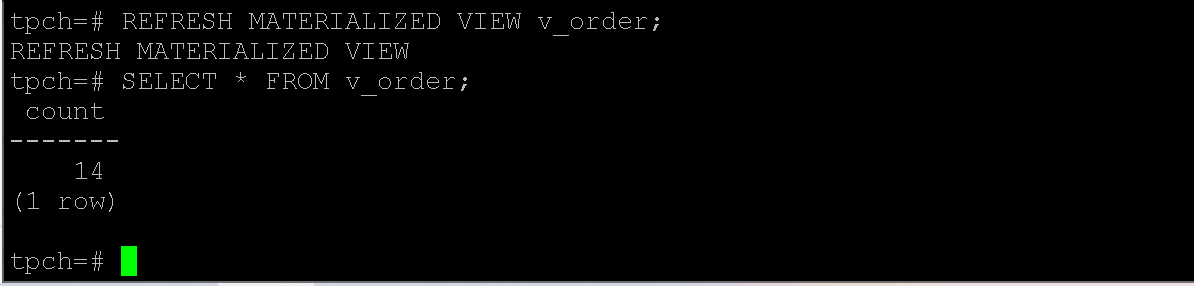 tpch=# REFRESH MATERIALIZED VIEW v_order;
REFRESH MATERIALIZED VIEW
tpch=# SELECT * FROM v_order;
 count
-------
    14
(1 row)

tpch=#